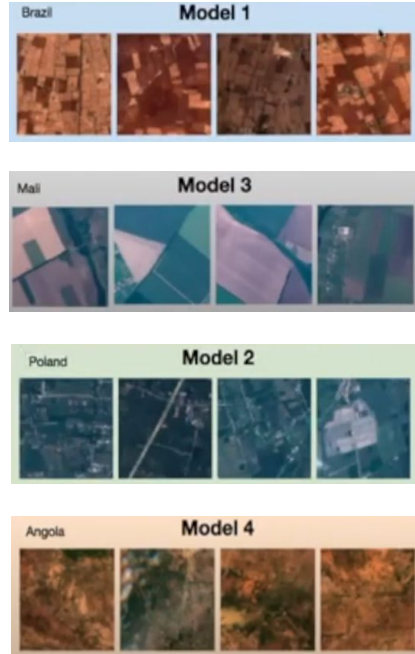 Brazil
Model 1
Mali
Model 3
Poland
Model 2
Angola
Model 4